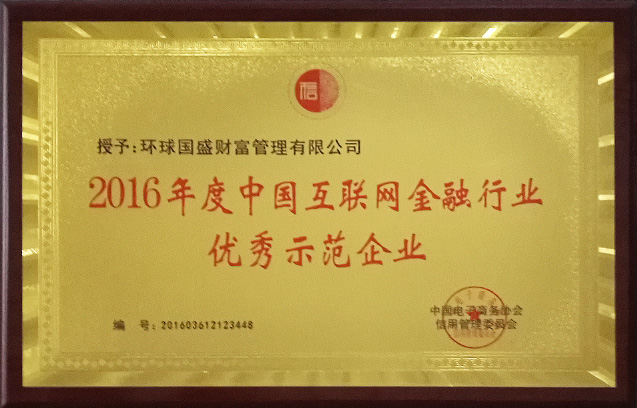 信
授予:环球国盛财富管理有限公司
2016年度中国互联网金融行业
优秀示范企业
编 号:201603612123448
中国电子商务协会
信用管理委员会